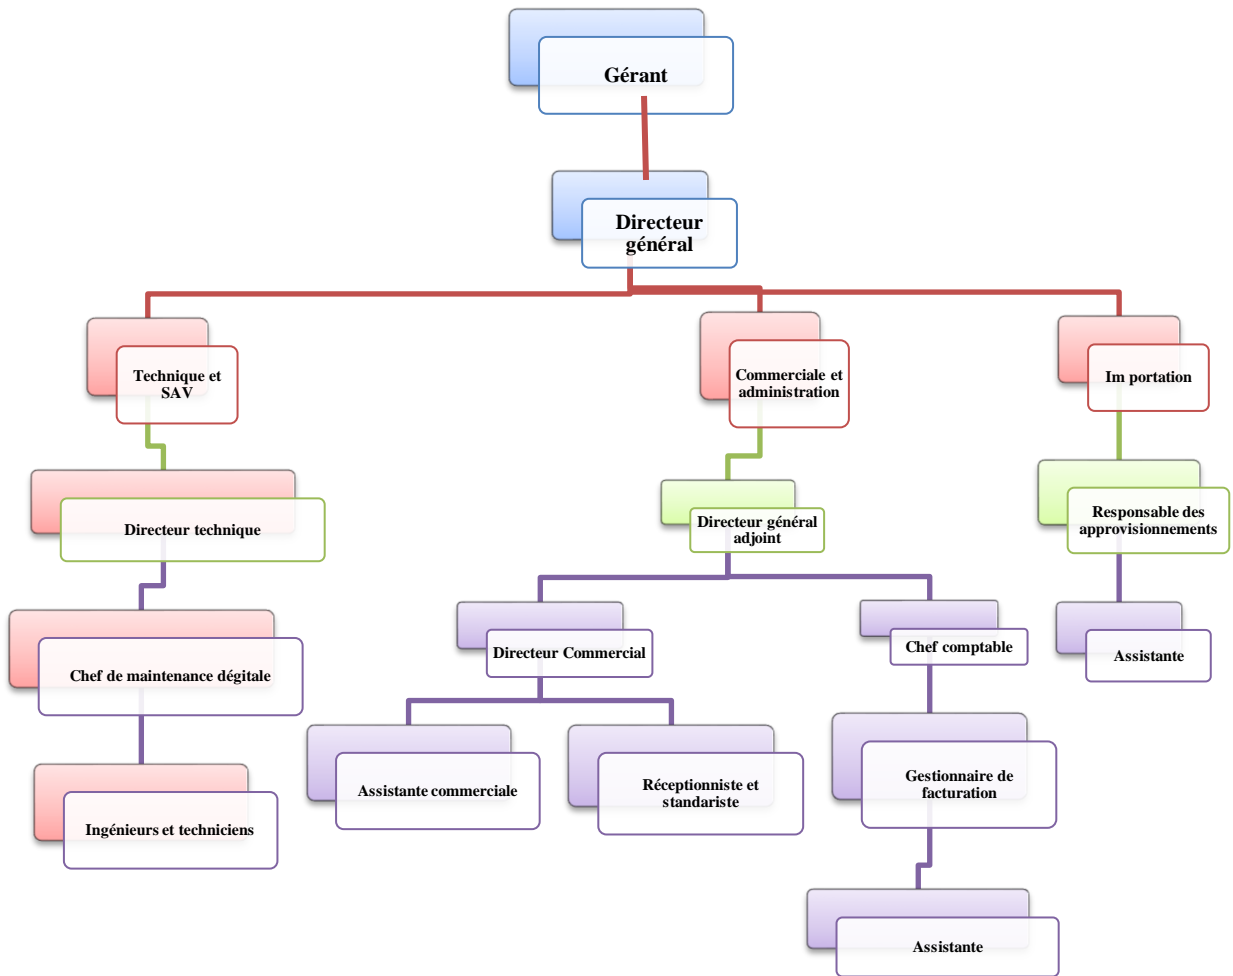 Gérant
Directeur
général
Technique et
SAV
Commerciale et
administration
Im portation
Directeur technique
Directeur général
adjoint
Responsable des
approvisionnements
Chef de maintenance dégitale
Directeur Commercial
Chef comptable
Assistante
Ingénieurs et techniciens
Assistante commerciale
Réceptionniste et
standariste
Gestionnaire de
facturation
Assistante